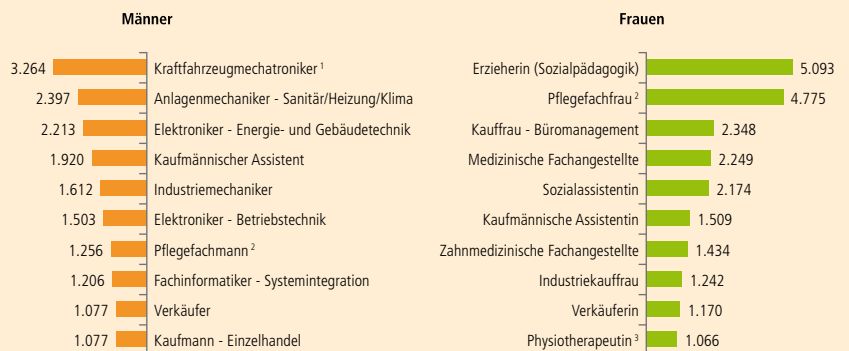 Männer
3.264 Kraftfahrzeugmechatroniker ¹
2.397 Anlagenmechaniker - Sanitär/Heizung/Klima
2.213 Elektroniker - Energie- und Gebäudetechnik
1.920 Kaufmännischer Assistent
1.612 Industriemechaniker
1.503 Elektroniker - Betriebstechnik
1.256 Pflegefachmann ²
1.206 Fachinformatiker - Systemintegration
1.077 Verkäufer
1.077 Kaufmann - Einzelhandel
Frauen
Erzieherin (Sozialpädagogik) 5.093
Pflegefachfrau ² 4.775
Kauffrau - Büromanagement 2.348
Medizinische Fachangestellte 2.249
Sozialassistentin 2.174
Kaufmännische Assistentin 1.509
Zahnmedizinische Fachangestellte 1.434
Industriekauffrau 1.242
Verkäuferin 1.170
Physiotherapeutin ³ 1.066